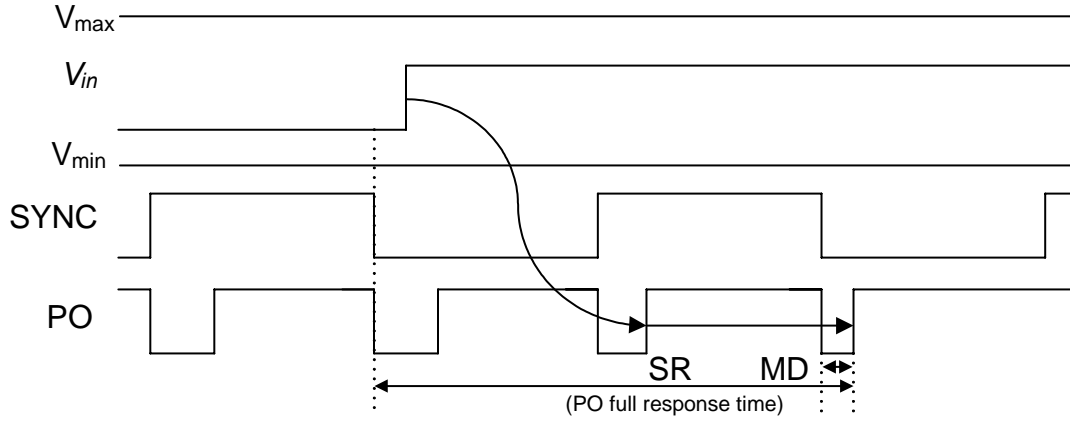 Vmax
Vin
Vmin
SYNC
PO
SR MD
(PO full response time)